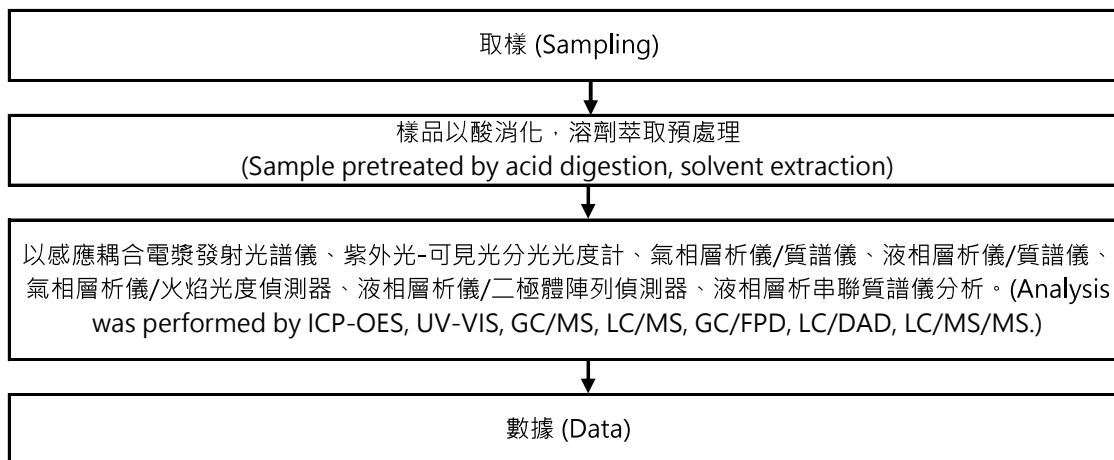 取樣 (Sampling)
樣品以酸消化，溶劑萃取預處理
(Sample pretreated by acid digestion, solvent extraction)
以感應耦合電漿發射光譜儀、紫外光-可見光分光光度計、氣相層析儀/質譜儀、液相層析儀/質譜儀、
氣相層析儀/火焰光度偵測器、液相層析儀/二極體陣列偵測器、液相層析串聯質譜儀分析。(Analysis
was performed by ICP-OES, UV-VIS, GC/MS, LC/MS, GC/FPD, LC/DAD, LC/MS/MS.)
數據 (Data)